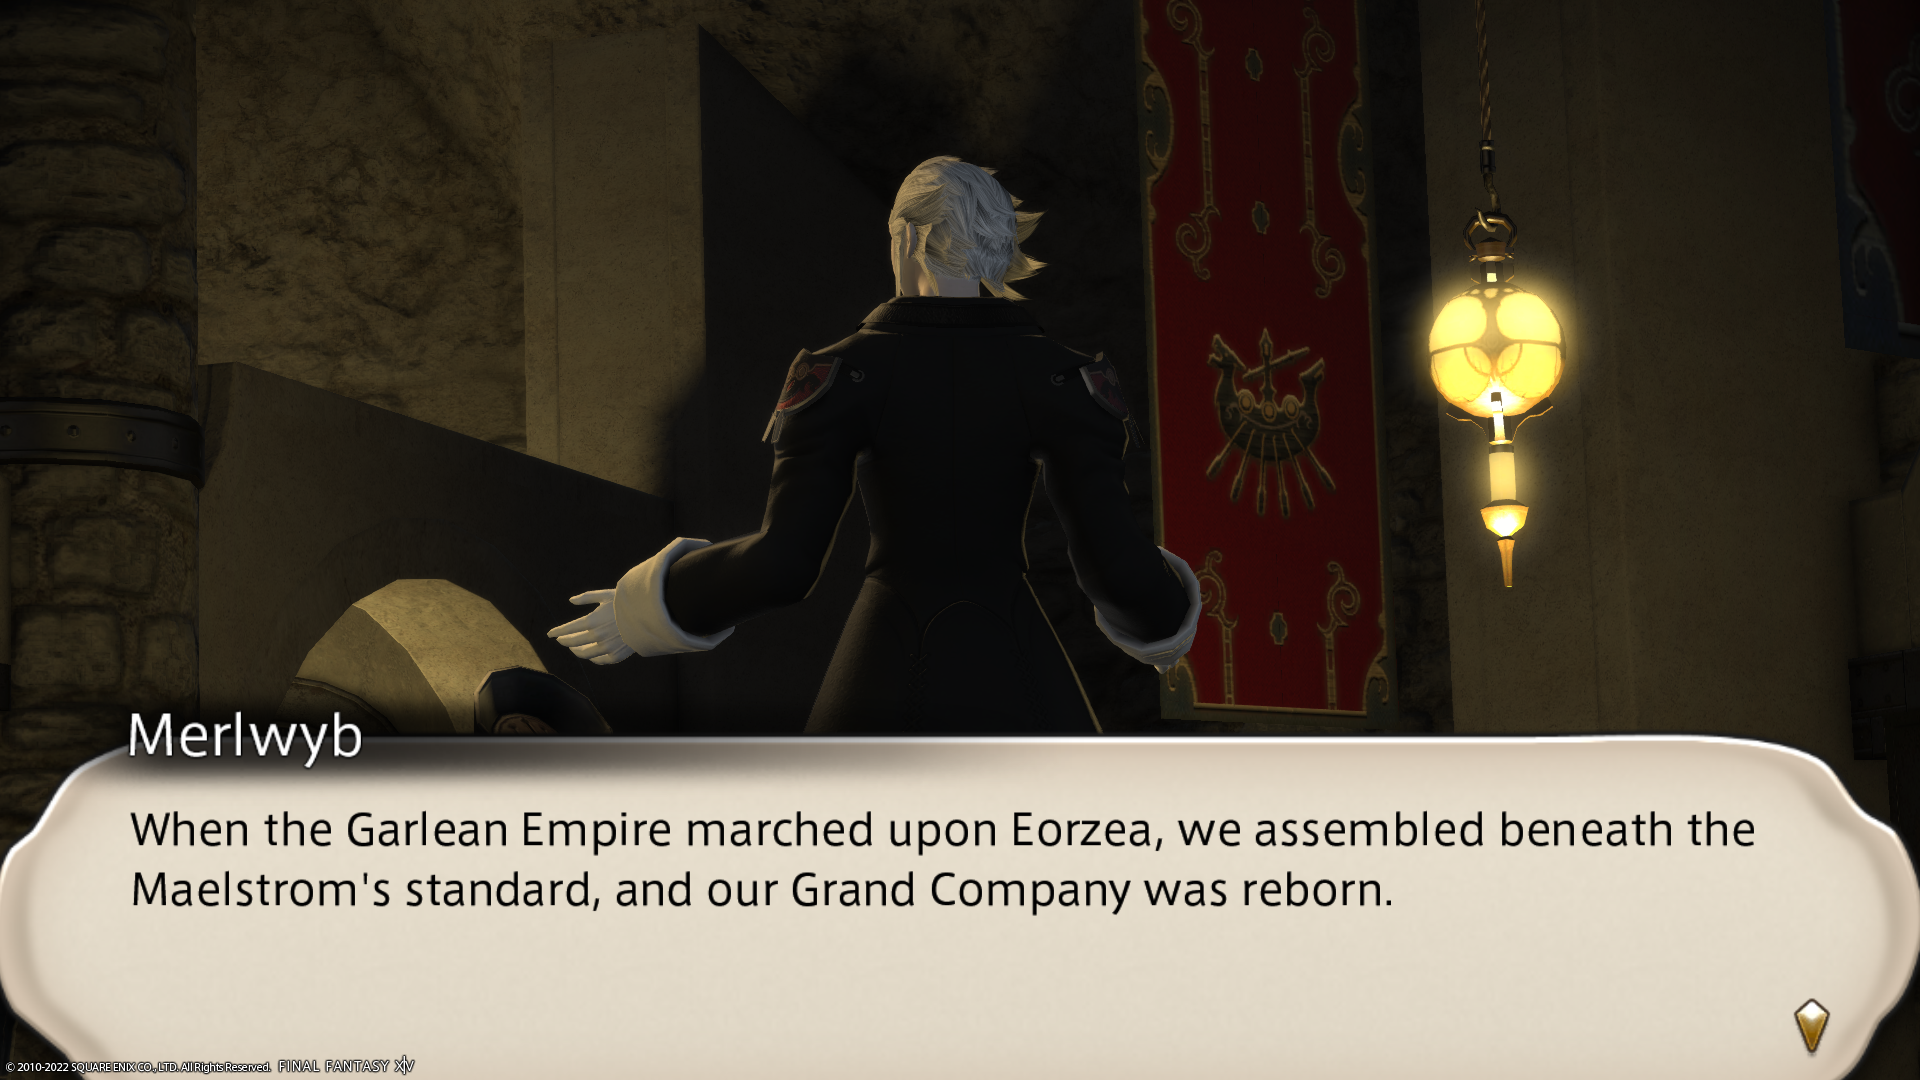 Merlwyb
When the Garlean Empire marched upon Eorzea, we assembled beneath the
Maelstrom's standard, and our Grand Company was reborn.
© 2010-2022 SQUARE ENIX CO., LTD. All Rights Reserved. FINAL FANTASY XIV